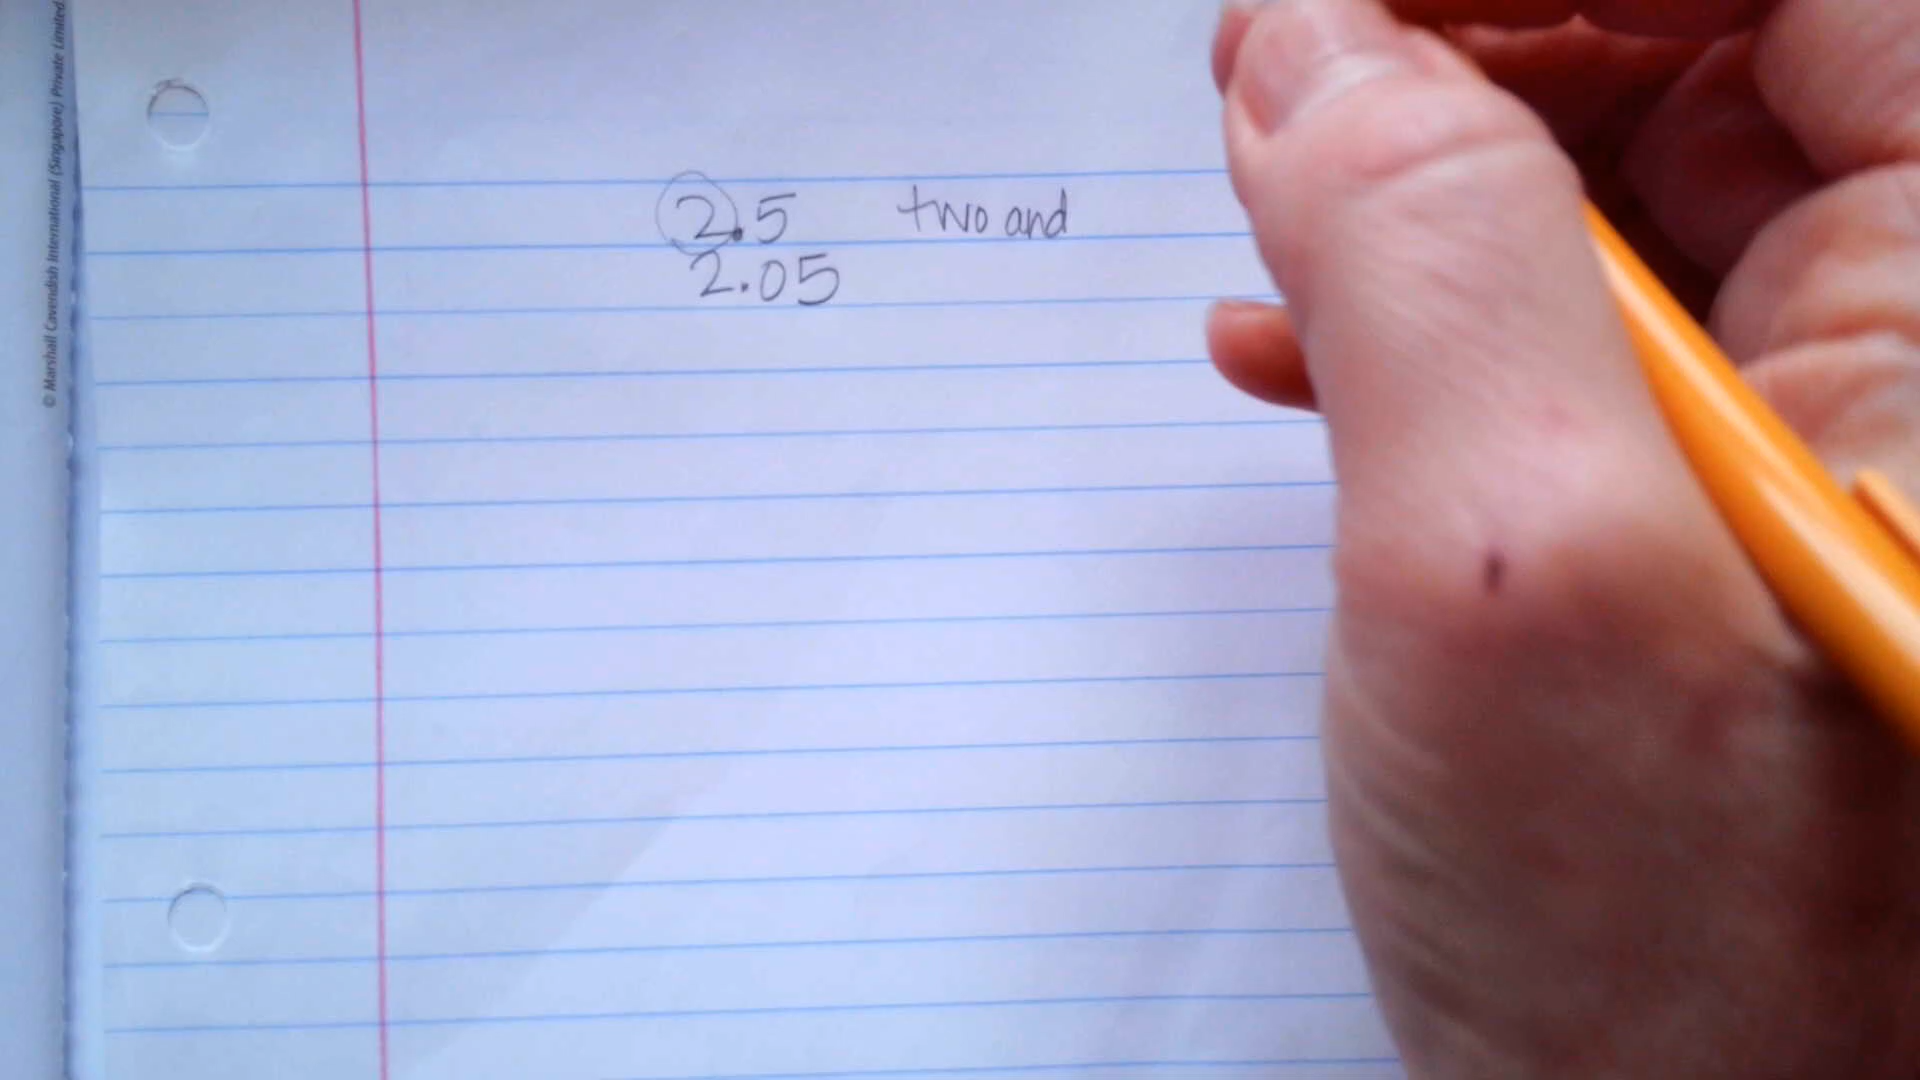 © Marshall Cavendish International (Singapore) Private Limited
2.5 two and
2.05